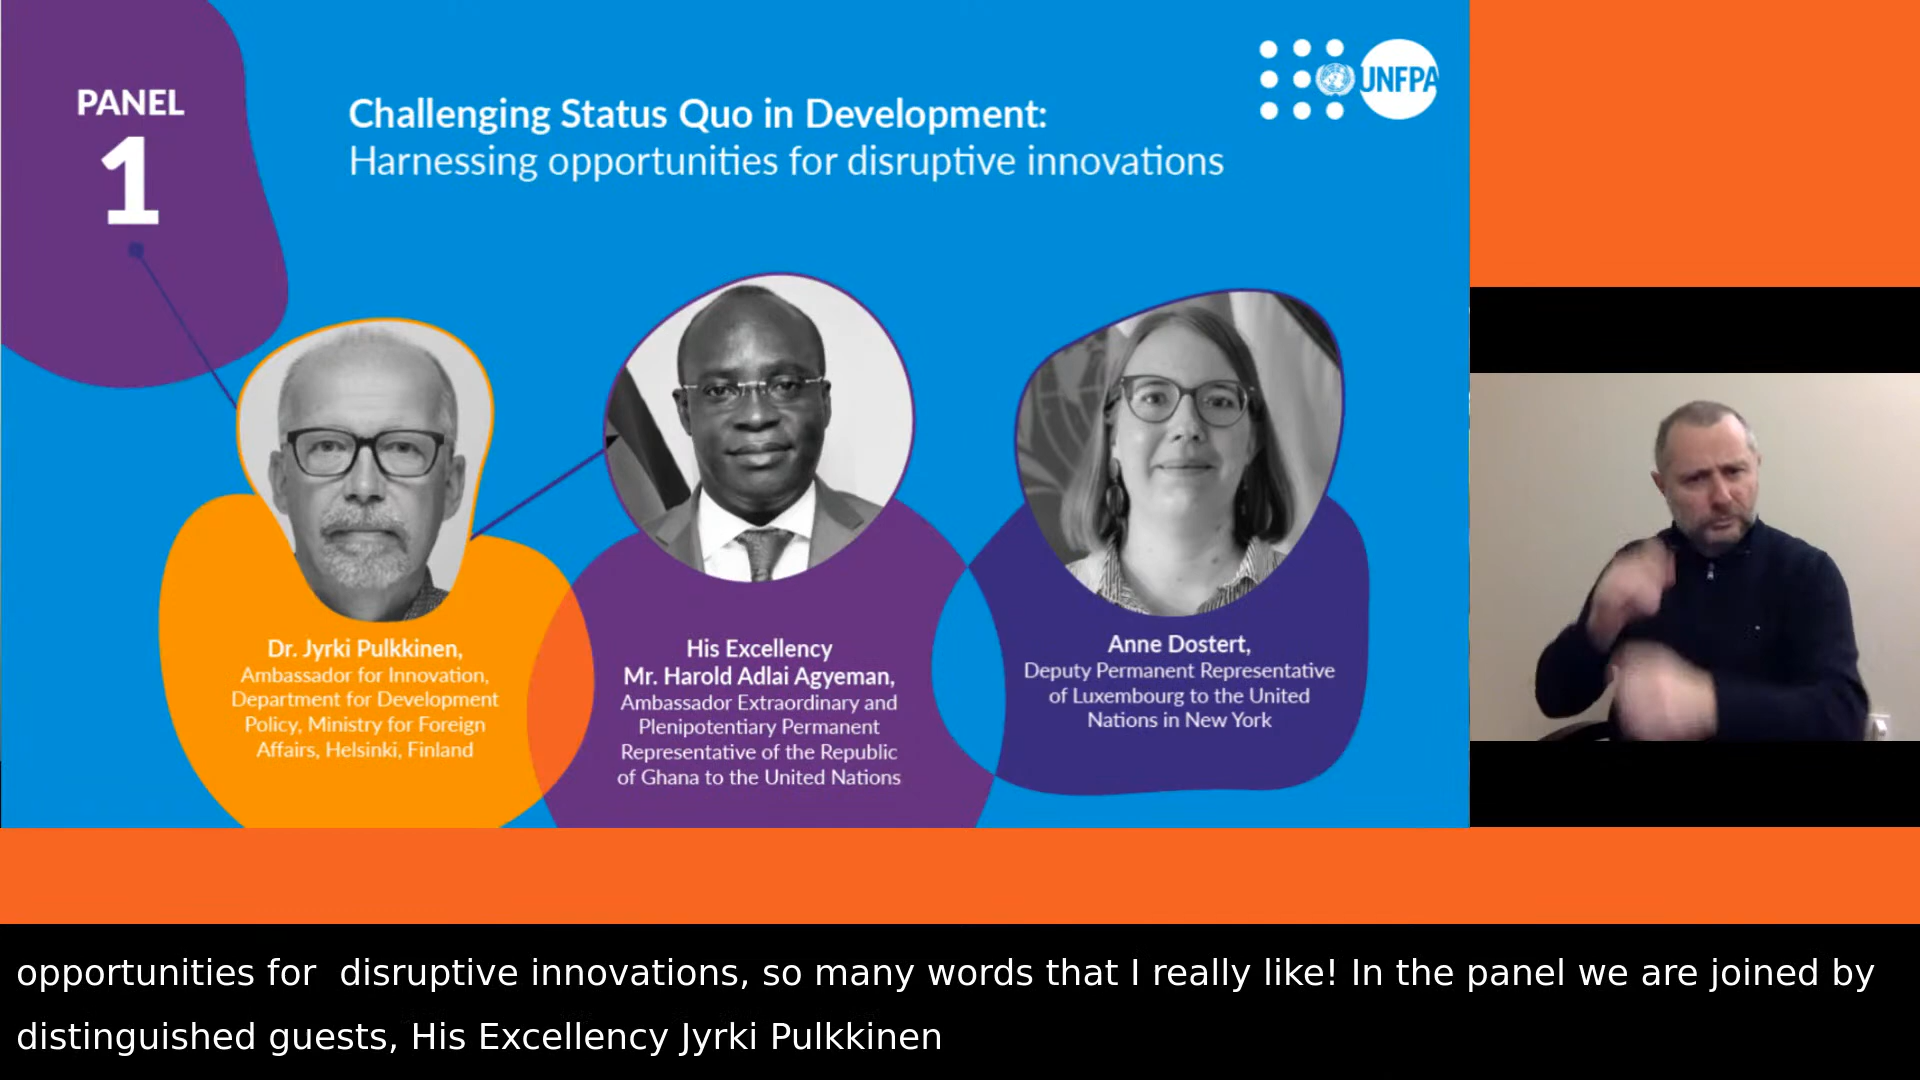 PANEL
1
Challenging Status Quo in Development:
Harnessing opportunities for disruptive innovations
UNFPA
Dr. Jyrki Pulkkinen,
Ambassador for Innovation,
Department for Development
Policy, Ministry for Foreign
Affairs, Helsinki, Finland
His Excellency
Mr. Harold Adlai Agyeman,
Ambassador Extraordinary and
Plenipotentiary Permanent
Representative of the Republic
of Ghana to the United Nations
Anne Dostert,
Deputy Permanent Representative
of Luxembourg to the United
Nations in New York
opportunities for  disruptive innovations, so many words that I really like! In the panel we are joined by
distinguished guests, His Excellency Jyrki Pulkkinen